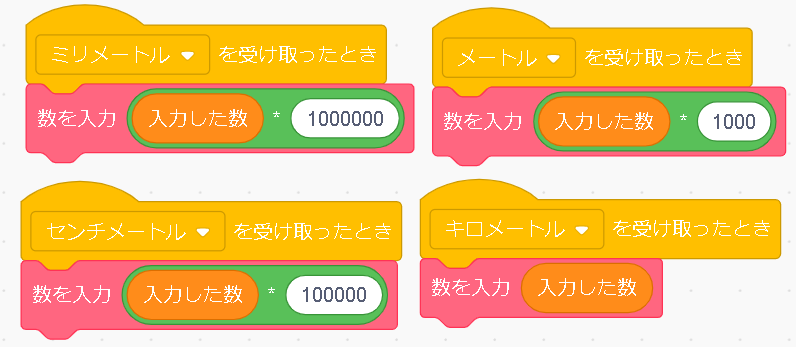 ミリメートル を受け取ったとき
数を入力 入力した数 * 1000000
メートル を受け取ったとき
数を入力 入力した数 * 1000
センチメートル を受け取ったとき
数を入力 入力した数 * 100000
キロメートル を受け取ったとき
数を入力 入力した数